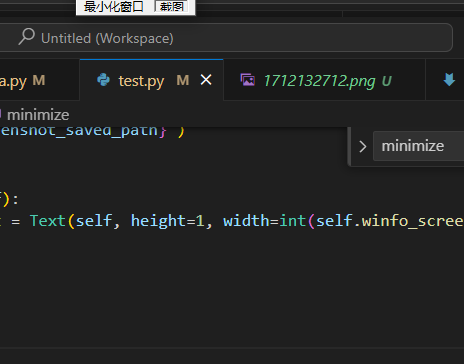 最小化窗口 截图
Untitled (Workspace)
a.py M test.py M × 1712132712.png U
minimize
enshot_saved_path}")
minimize
):
= Text(self, height=1, width=int(self.winfo_scree